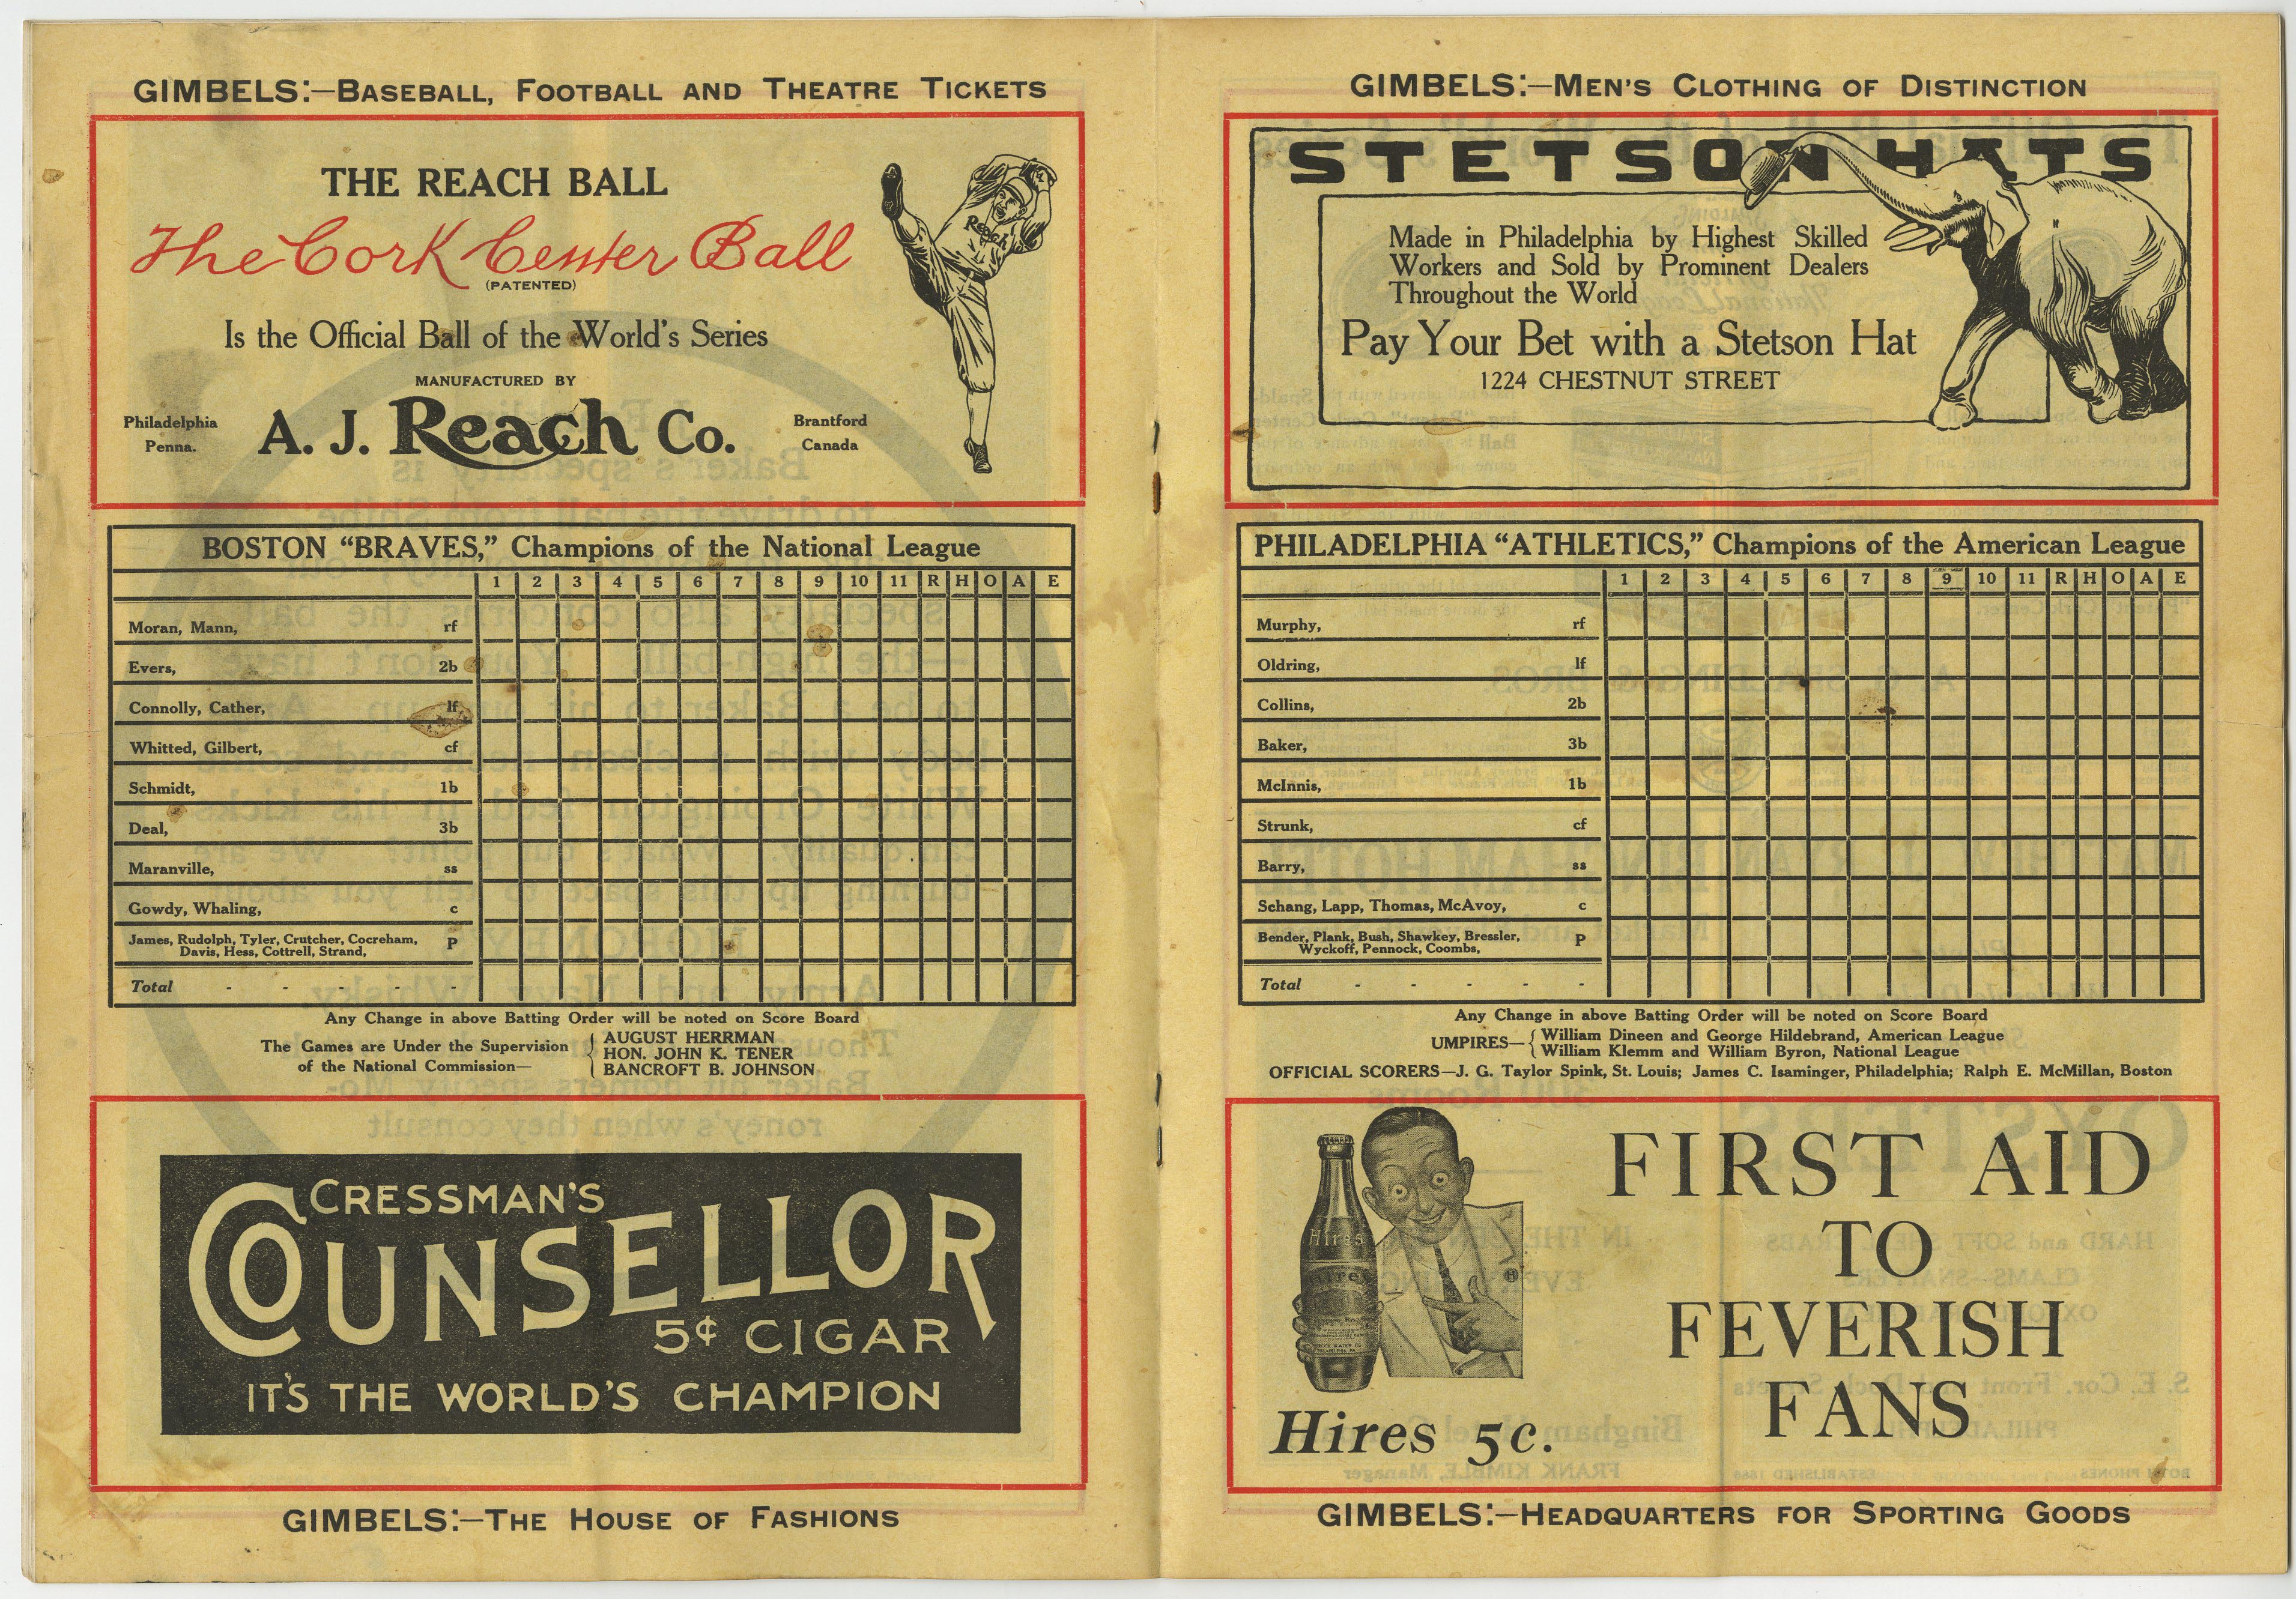 GIMBELS:—BASEBALL, FOOTBALL AND THEATRE TICKETS
THE REACH BALL
The Cork Center Ball
(PATENTED)
Is the Official Ball of the World's Series
MANUFACTURED BY
Philadelphia
Penna.
A. J. Reach Co.
Brantford
Canada
Reach
BOSTON "BRAVES," Champions of the National League
1 2 3 4 5 6 7 8 9 10 11 R H O A E
Moran, Mann, rf
Evers, 2b
Connolly, Cather, lf
Whitted, Gilbert, cf
Schmidt, 1b
Deal, 3b
Maranville, ss
Gowdy, Whaling, c
James, Rudolph, Tyler, Crutcher, Cocreham, P
Davis, Hess, Cottrell, Strand,
Total - - - - -
Any Change in above Batting Order will be noted on Score Board
The Games are Under the Supervision
of the National Commission—
AUGUST HERRMAN
HON. JOHN K. TENER
BANCROFT B. JOHNSON
CRESSMAN'S
COUNSELLOR
5¢ CIGAR
IT'S THE WORLD'S CHAMPION
GIMBELS:—THE HOUSE OF FASHIONS
GIMBELS:—MEN'S CLOTHING OF DISTINCTION
STETSON HATS
Made in Philadelphia by Highest Skilled
Workers and Sold by Prominent Dealers
Throughout the World
Pay Your Bet with a Stetson Hat
1224 CHESTNUT STREET
PHILADELPHIA "ATHLETICS," Champions of the American League
1 2 3 4 5 6 7 8 9 10 11 R H O A E
Murphy, rf
Oldring, lf
Collins, 2b
Baker, 3b
McInnis, 1b
Strunk, cf
Barry, ss
Schang, Lapp, Thomas, McAvoy, c
Bender, Plank, Bush, Shawkey, Bressler, P
Wyckoff, Pennock, Coombs,
Total - - - - -
Any Change in above Batting Order will be noted on Score Board
UMPIRES—
William Dineen and George Hildebrand, American League
William Klemm and William Byron, National League
OFFICIAL SCORERS—J. G. Taylor Spink, St. Louis; James C. Isaminger, Philadelphia; Ralph E. McMillan, Boston
Hires
Hires
FIRST AID
TO
FEVERISH
FANS
Hires 5c.
GIMBELS:—HEADQUARTERS FOR SPORTING GOODS